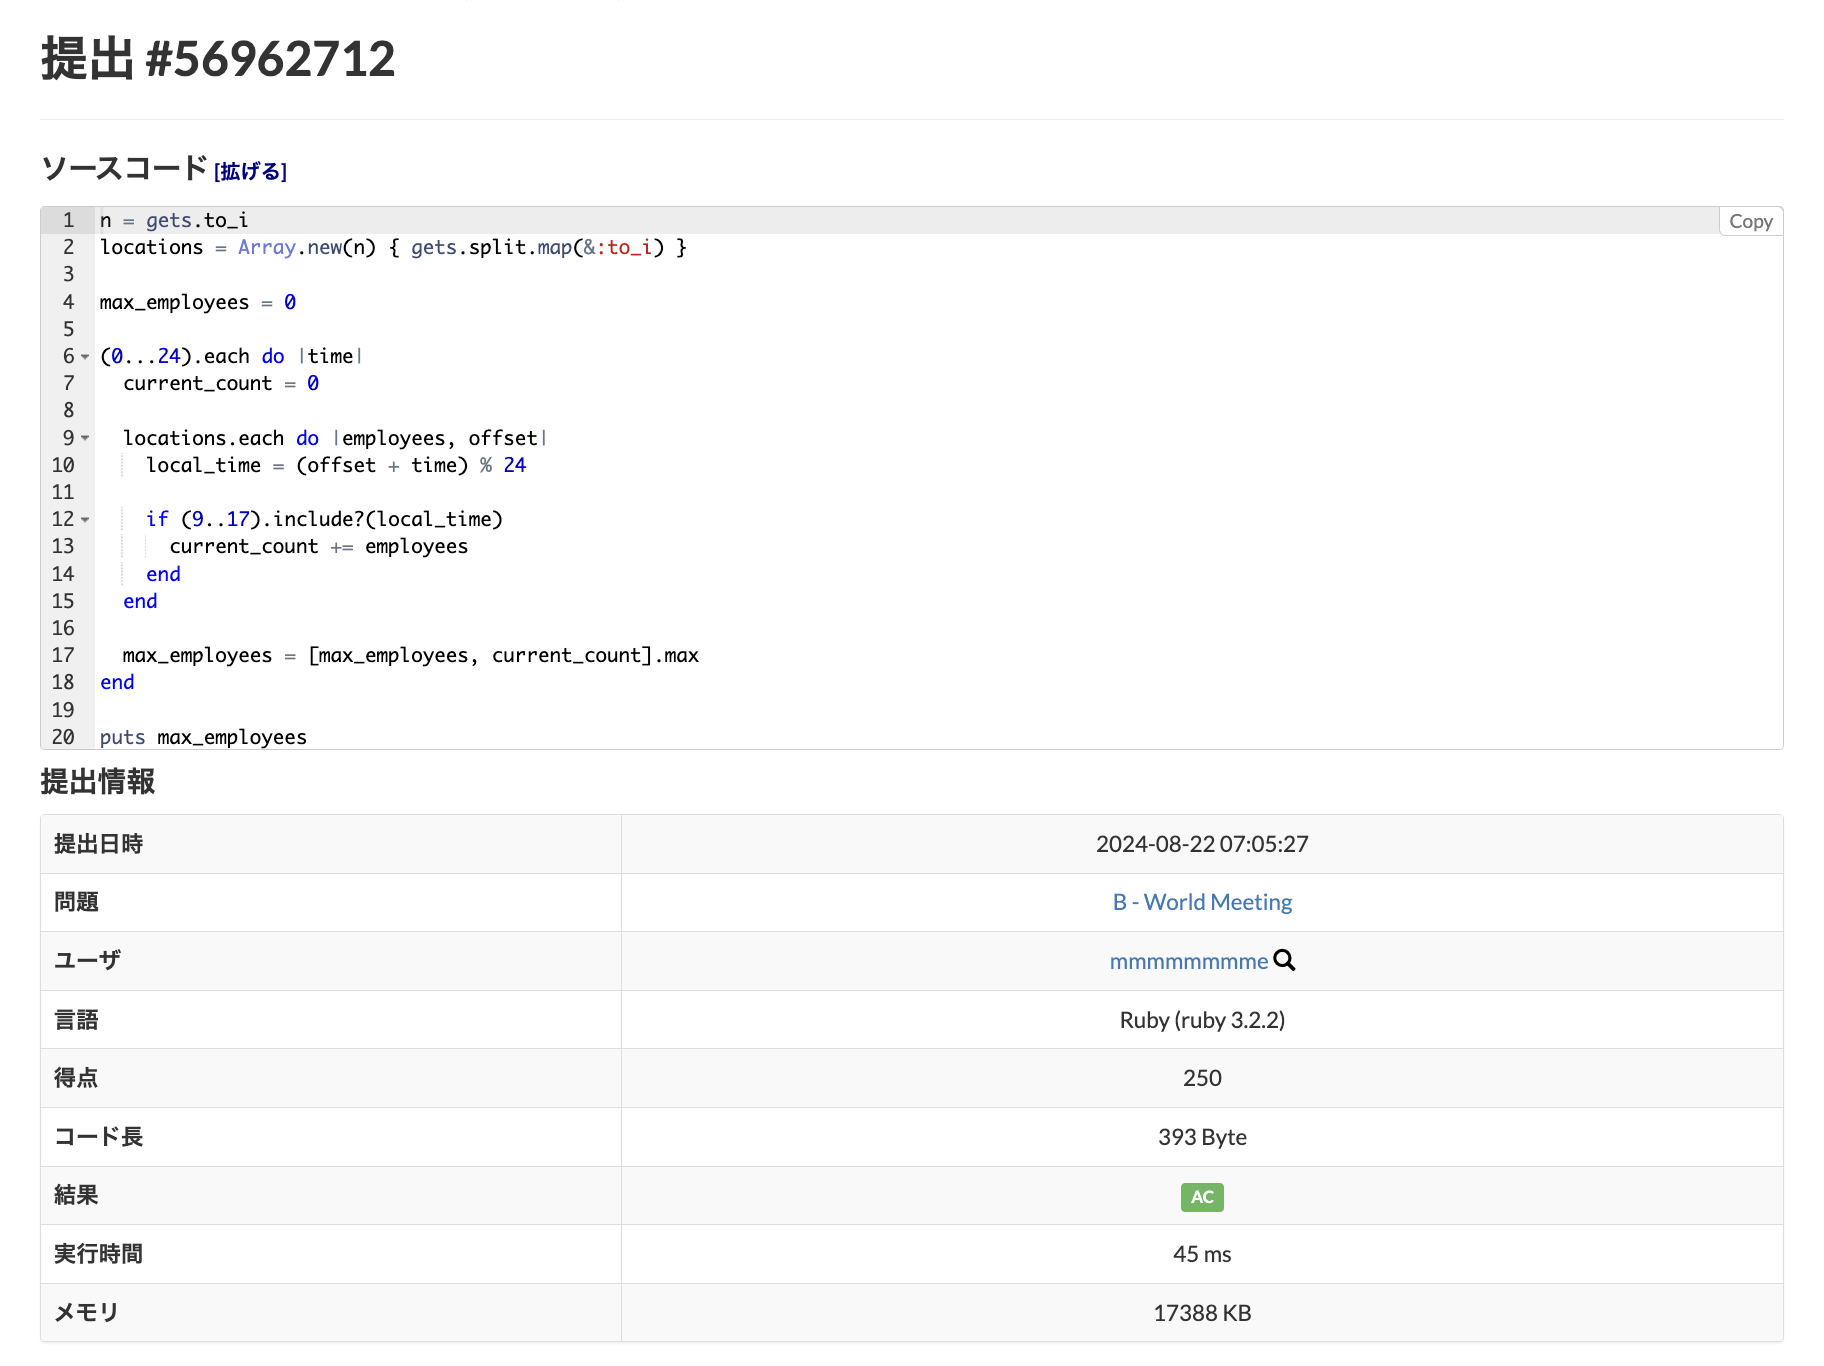 提出 #56962712
ソースコード [拡げる]
Copy
1 n = gets.to_i
2 locations = Array.new(n) { gets.split.map(&:to_i) }
3
4 max_employees = 0
5
6 (0...24).each do |time|
7   current_count = 0
8
9   locations.each do |employees, offset|
10     local_time = (offset + time) % 24
11
12     if (9..17).include?(local_time)
13       current_count += employees
14     end
15   end
16
17   max_employees = [max_employees, current_count].max
18 end
19
20 puts max_employees
提出情報
提出日時 2024-08-22 07:05:27
問題 B - World Meeting
ユーザ mmmmmmmme
言語 Ruby (ruby 3.2.2)
得点 250
コード長 393 Byte
結果 AC
実行時間 45 ms
メモリ 17388 KB